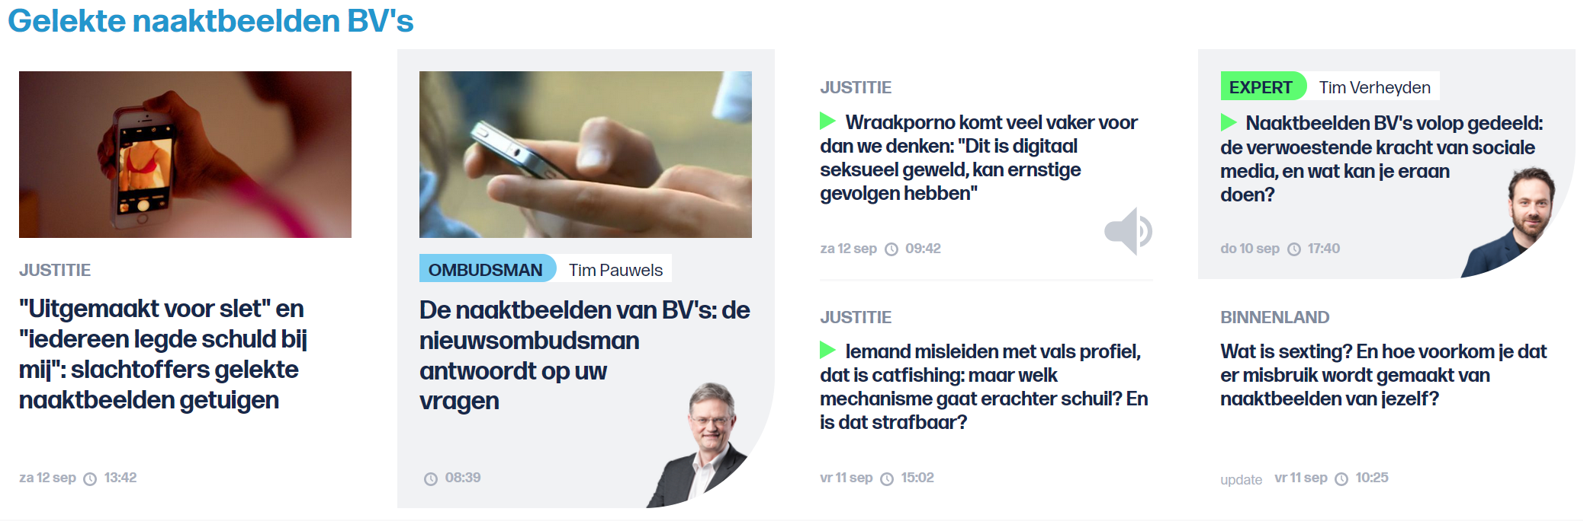 Gelekte naaktbeelden BV's
JUSTITIE
"Uitgemaakt voor slet" en
"iedereen legde schuld bij
mij": slachtoffers gelekte
naaktbeelden getuigen
za 12 sep 13:42
OMBUDSMAN Tim Pauwels
De naaktbeelden van BV's: de
nieuwsombudsman
antwoordt op uw
vragen
08:39
JUSTITIE
Wraakporno komt veel vaker voor
dan we denken: "Dit is digitaal
seksueel geweld, kan ernstige
gevolgen hebben"
za 12 sep 09:42
JUSTITIE
Iemand misleiden met vals profiel,
dat is catfishing: maar welk
mechanisme gaat erachter schuil? En
is dat strafbaar?
vr 11 sep 15:02
EXPERT Tim Verheyden
Naaktbeelden BV's volop gedeeld:
de verwoestende kracht van sociale
media, en wat kan je eraan
doen?
do 10 sep 17:40
BINNENLAND
Wat is sexting? En hoe voorkom je dat
er misbruik wordt gemaakt van
naaktbeelden van jezelf?
update vr 11 sep 10:25